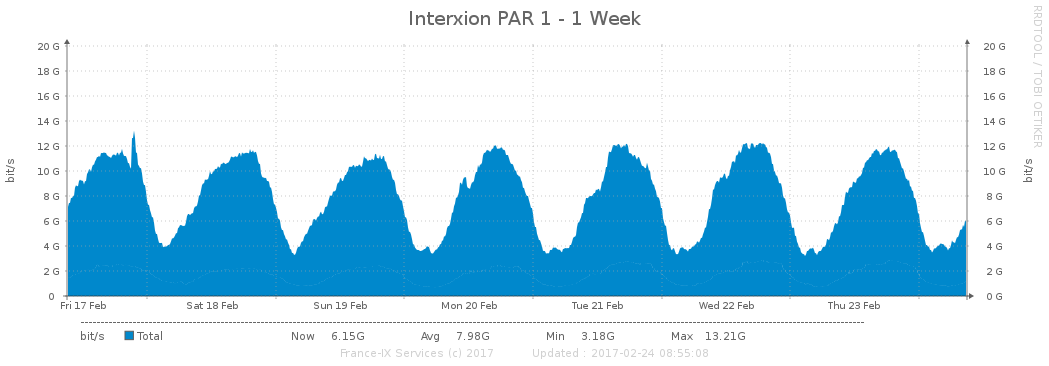 Interxion PAR 1 - 1 Week
RRDTOOL / TOBI OETIKER
20 G 20 G
18 G 18 G
16 G 16 G
14 G 14 G
12 G 12 G
10 G 10 G
8 G 8 G
6 G 6 G
4 G 4 G
2 G 2 G
0 0 G
bit/s
bit/s
Fri 17 Feb Sat 18 Feb Sun 19 Feb Mon 20 Feb Tue 21 Feb Wed 22 Feb Thu 23 Feb
bit/s Total Now 6.15G Avg 7.98G Min 3.18G Max 13.21G
France-IX Services (c) 2017 Updated : 2017-02-24 08:55:08